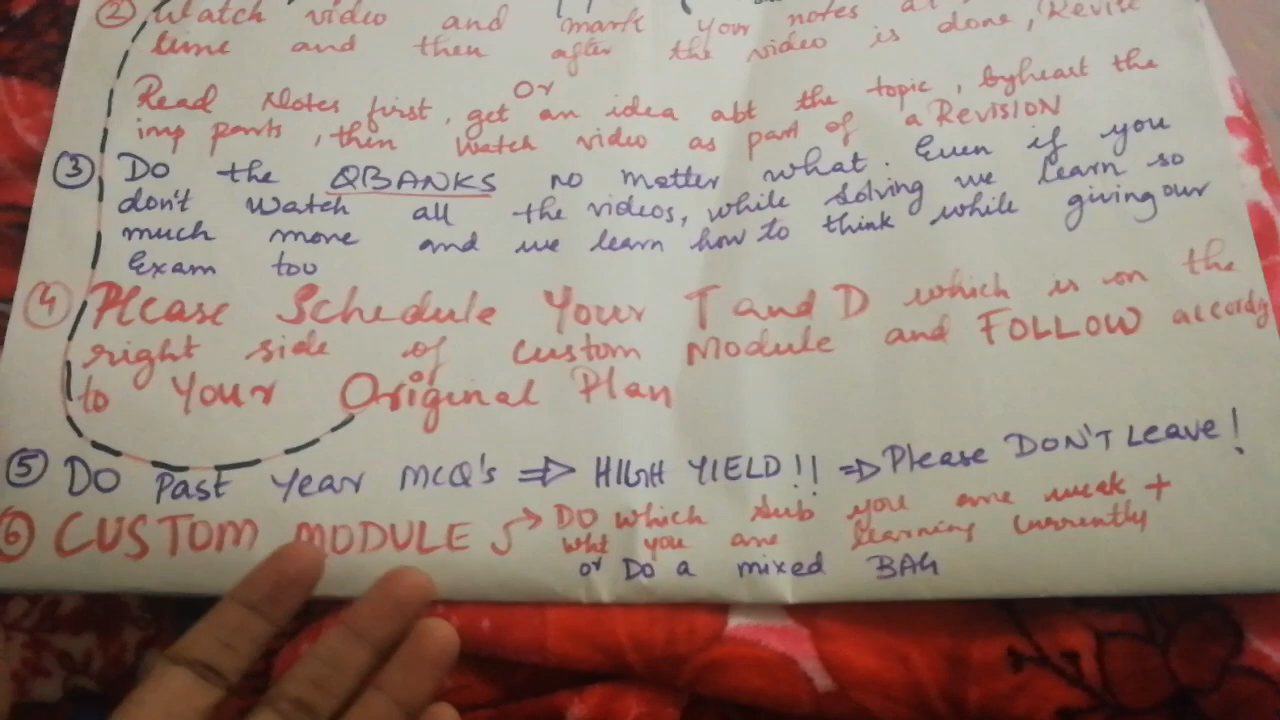 ② Watch video and mark your notes at
time and then after the video is done, Revise
Or
Read Notes first, get an idea abt the topic, byheart the
imp parts, then watch video as part of a REVISION
③ Do the QBANKS no matter what. Even if you
don't watch all the videos, while solving we learn so
much more and we learn how to think while giving our
Exam too
④ Please Schedule Your T and D which is on the
right side of Custom Module and FOLLOW accordg
to Your Original Plan
⑤ DO Past Year MCQ's ⇒ HIGH YIELD!! ⇒ Please DON'T Leave!
⑥ CUSTOM MODULE → DO which sub you are weak +
wht you are learning currently
or Do a mixed BAG